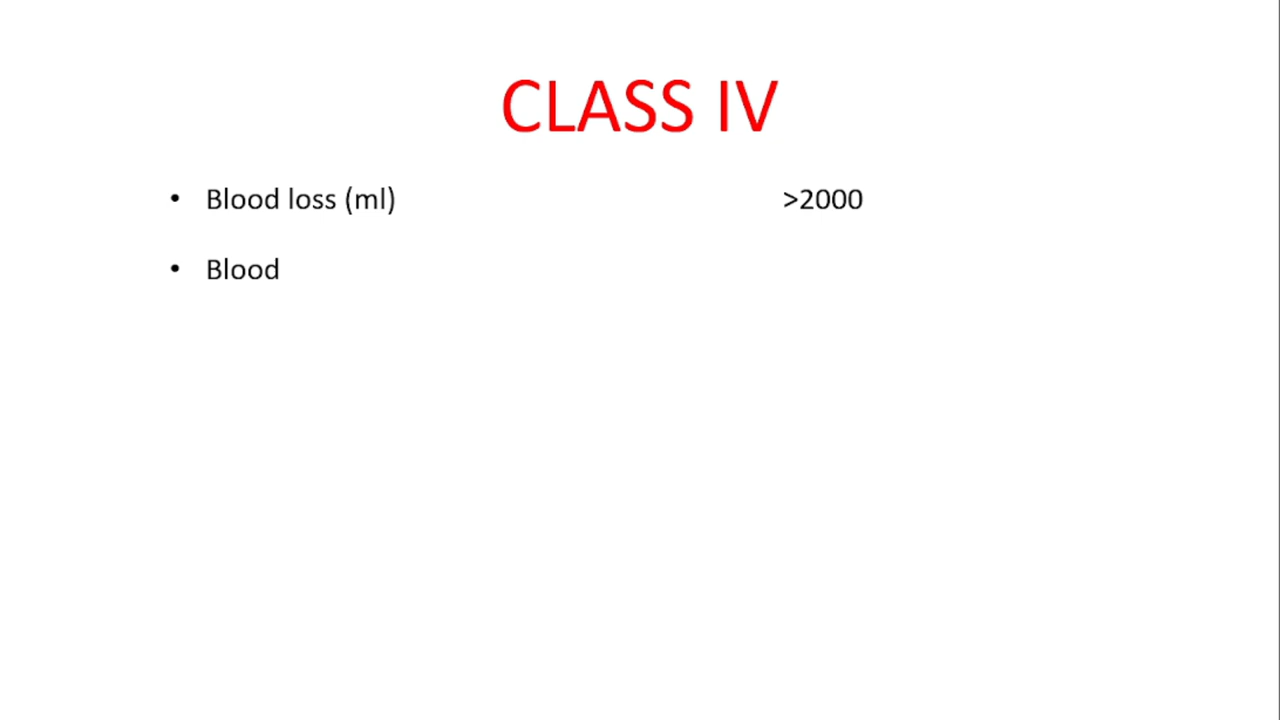 CLASS IV
• Blood loss (ml) >2000
• Blood